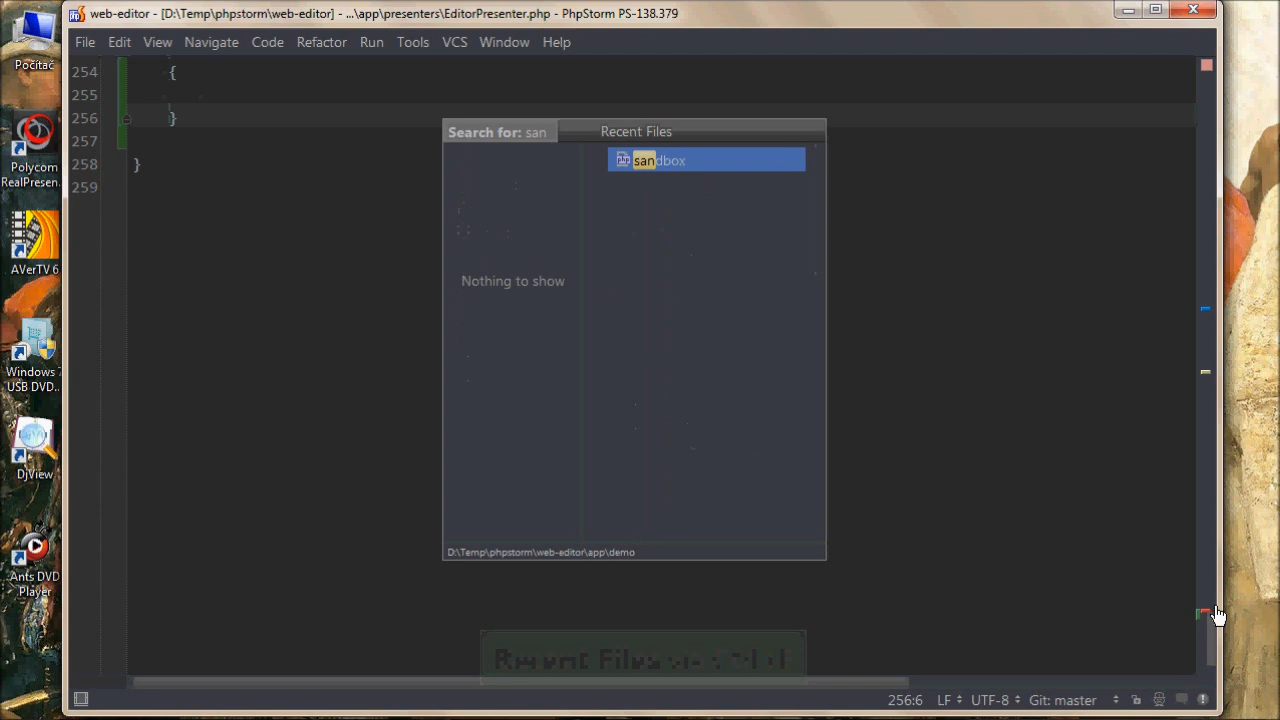 web-editor - [D:\Temp\phpstorm\web-editor] - ...\app\presenters\EditorPresenter.php - PhpStorm PS-138.379
File Edit View Navigate Code Refactor Run Tools VCS Window Help
254 {
255
256 }
257
258 }
259
Search for: san Recent Files
php sandbox
Nothing to show
D:\Temp\phpstorm\web-editor\app\demo
Recent Files
256:6 LF UTF-8 Git: master
Počítač
Polycom
RealPresen...
AVerTV 6
Windows 7
USB DVD...
DjView
Ants DVD
Player